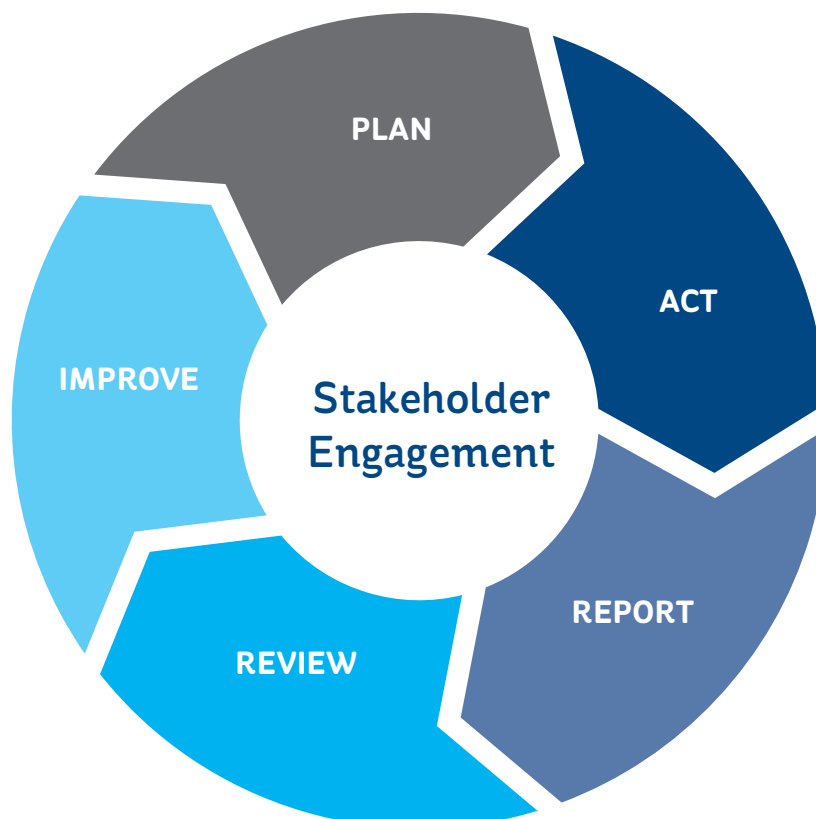 PLAN
ACT
REPORT
REVIEW
IMPROVE
Stakeholder
Engagement